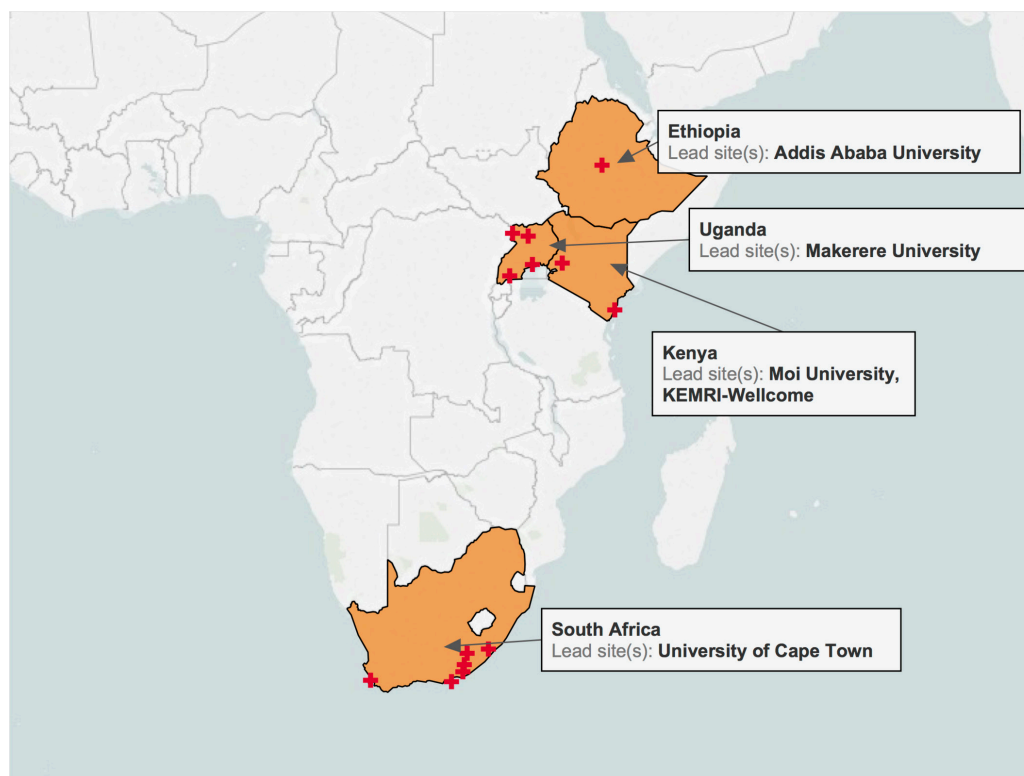 Ethiopia
Lead site(s): Addis Ababa University
Uganda
Lead site(s): Makerere University
Kenya
Lead site(s): Moi University,
KEMRI-Wellcome
South Africa
Lead site(s): University of Cape Town